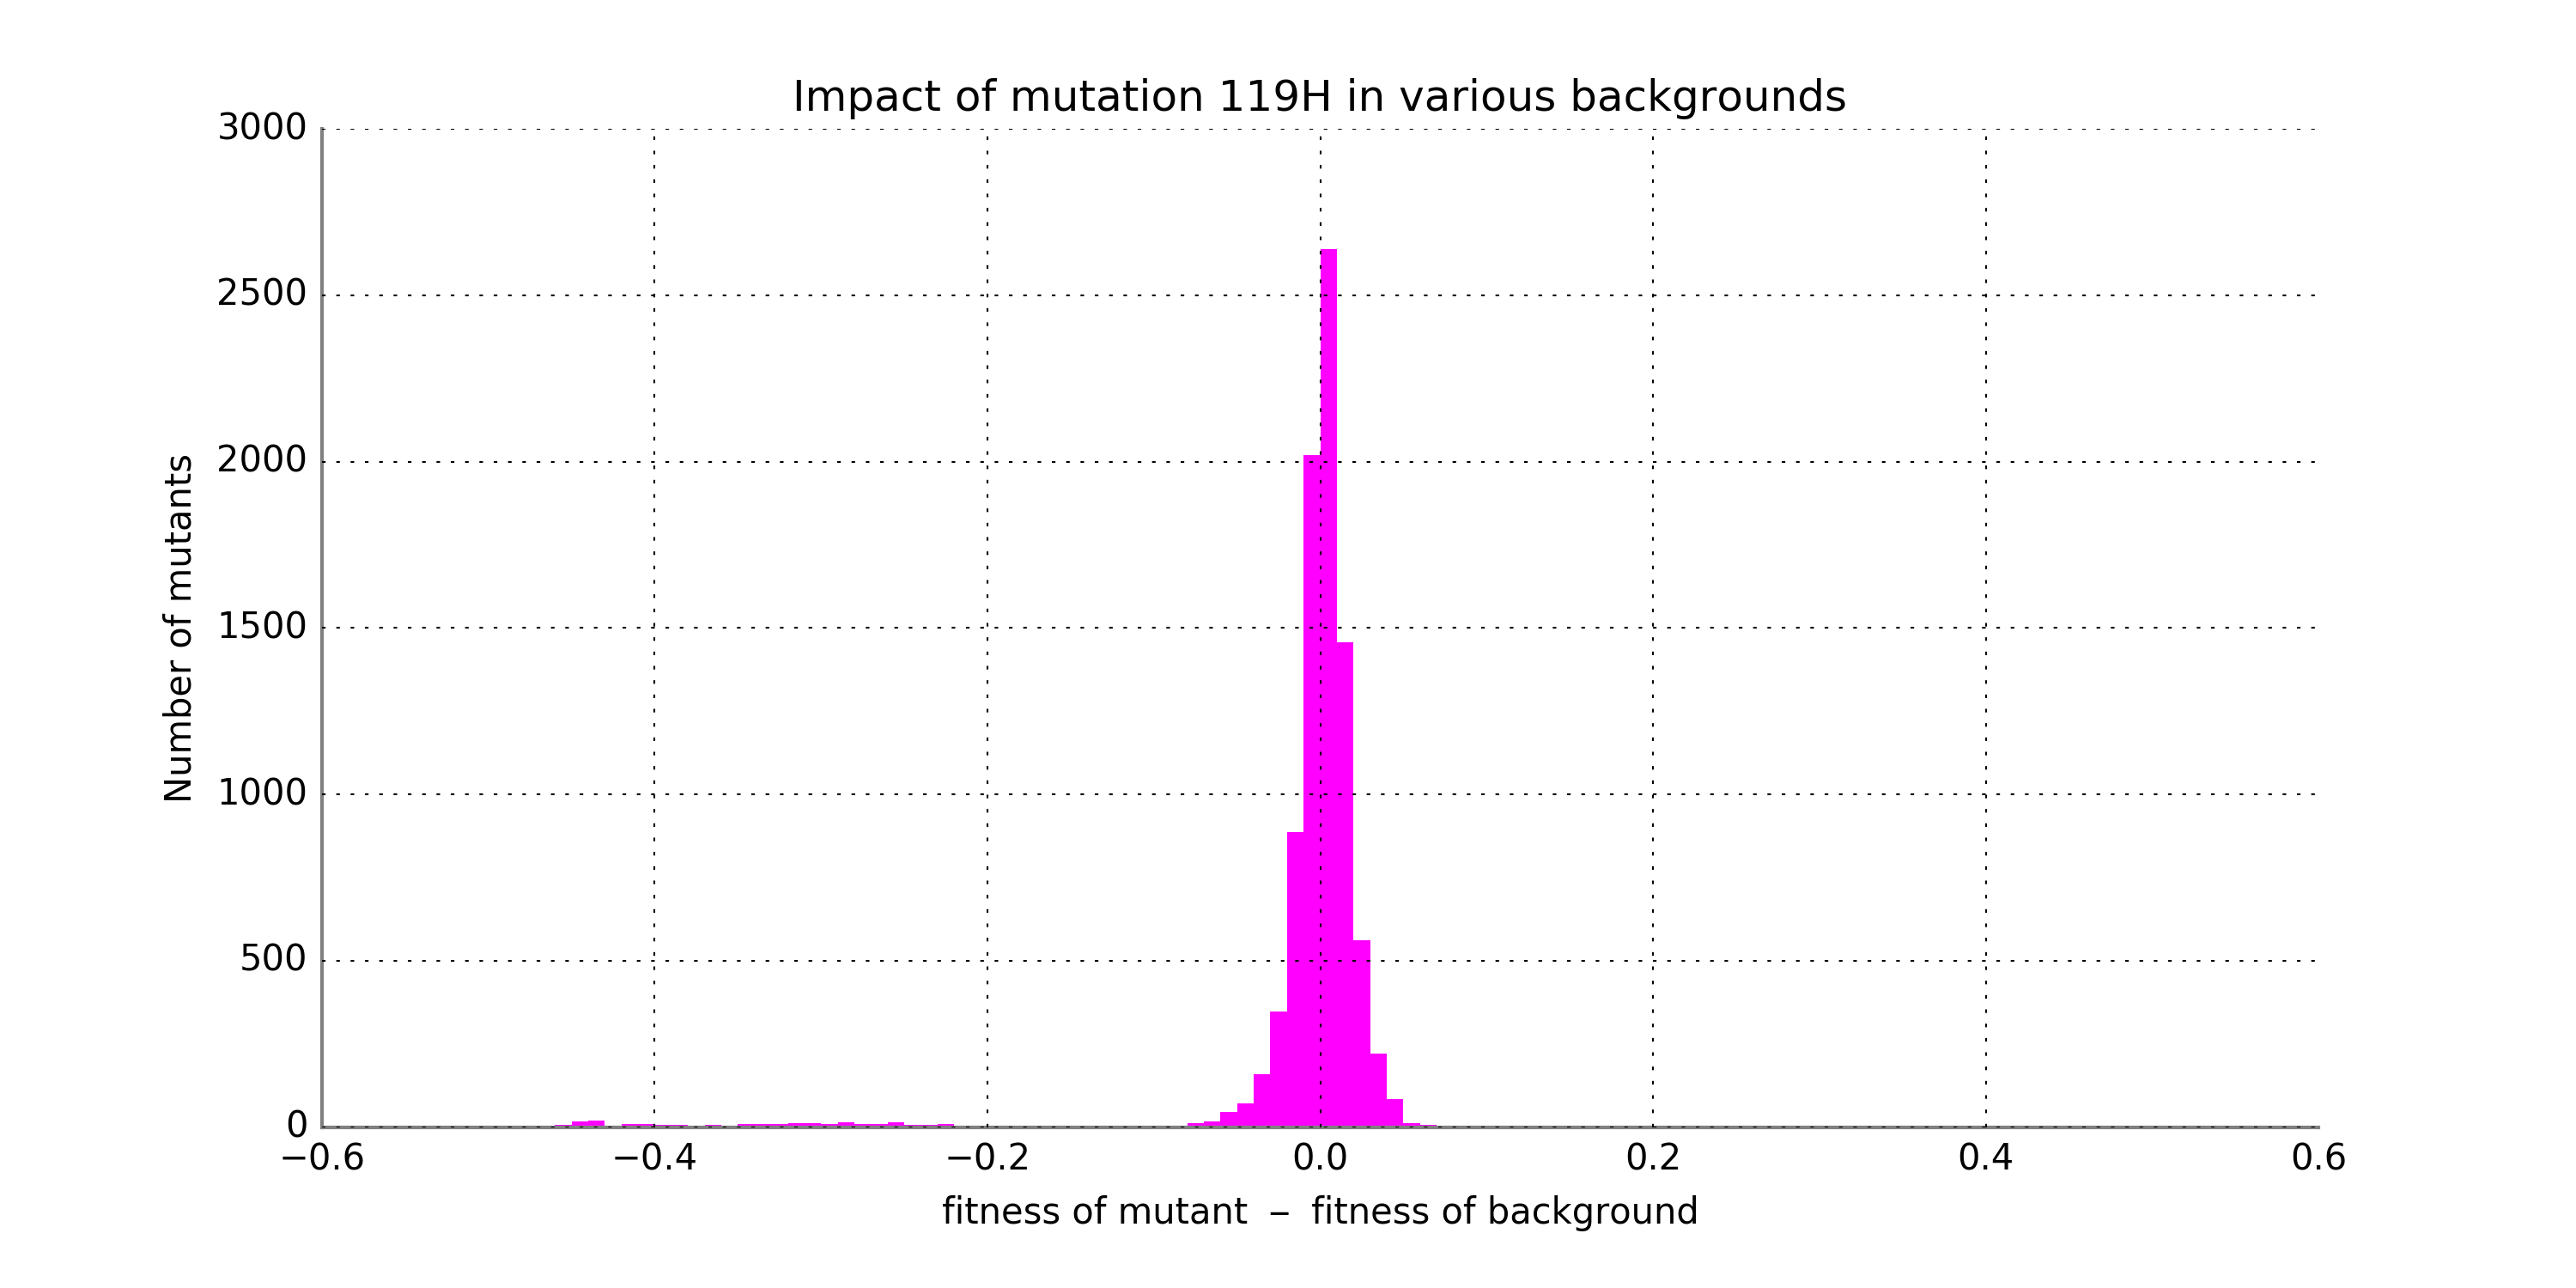 Impact of mutation 119H in various backgrounds
3000
2500
2000
1500
1000
500
0
Number of mutants
−0.6 −0.4 −0.2 0.0 0.2 0.4 0.6
fitness of mutant − fitness of background